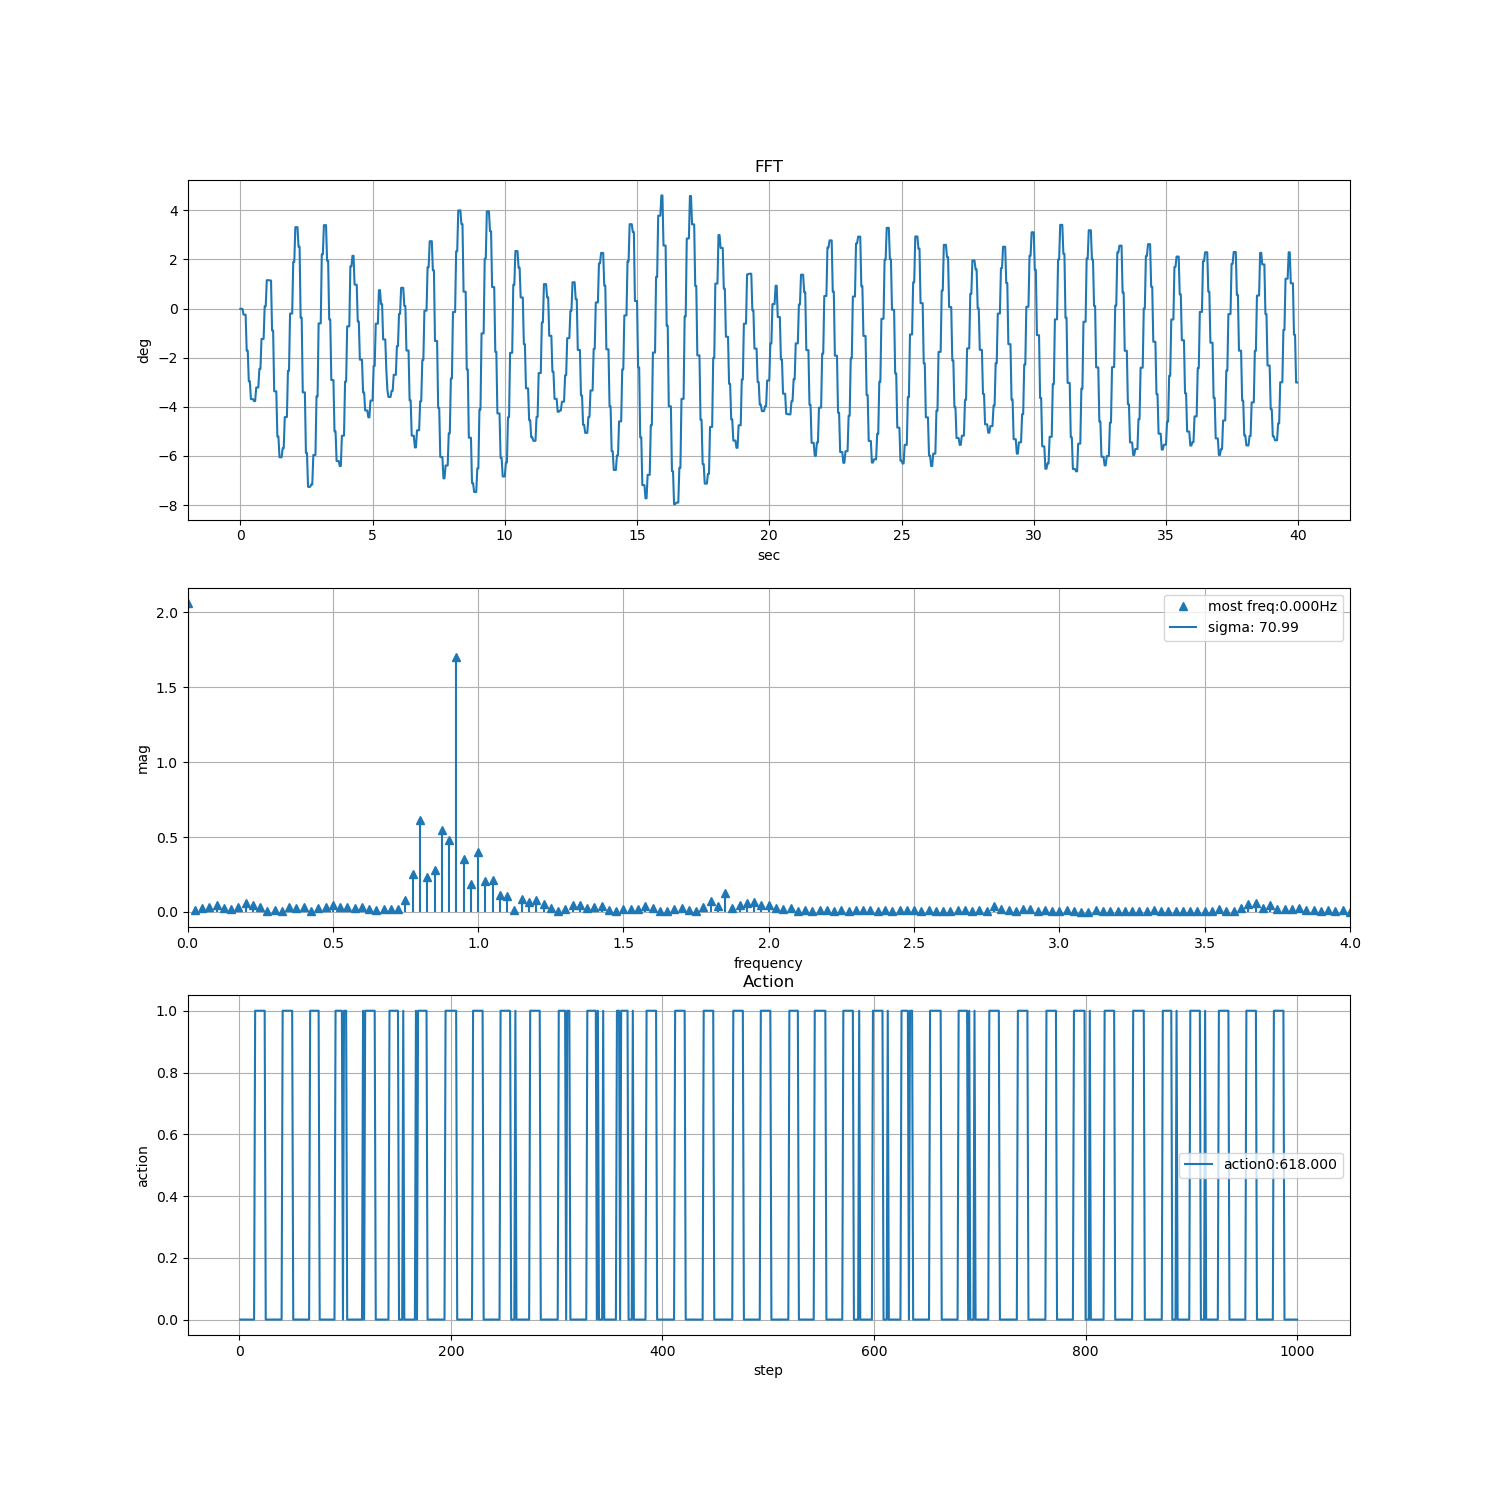 FFT
4
2
0
−2
−4
−6
−8
deg
0 5 10 15 20 25 30 35 40
sec
most freq:0.000Hz
sigma: 70.99
2.0
1.5
1.0
0.5
0.0
mag
0.0 0.5 1.0 1.5 2.0 2.5 3.0 3.5 4.0
frequency
Action
1.0
0.8
0.6
0.4
0.2
0.0
action
action0:618.000
0 200 400 600 800 1000
step